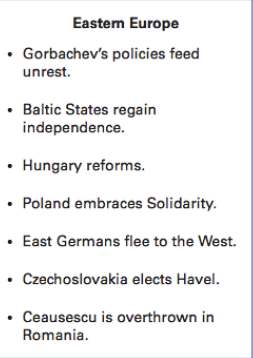 Eastern Europe
• Gorbachev's policies feed
unrest.
• Baltic States regain
independence.
• Hungary reforms.
• Poland embraces Solidarity.
• East Germans flee to the West.
• Czechoslovakia elects Havel.
• Ceausescu is overthrown in
Romania.